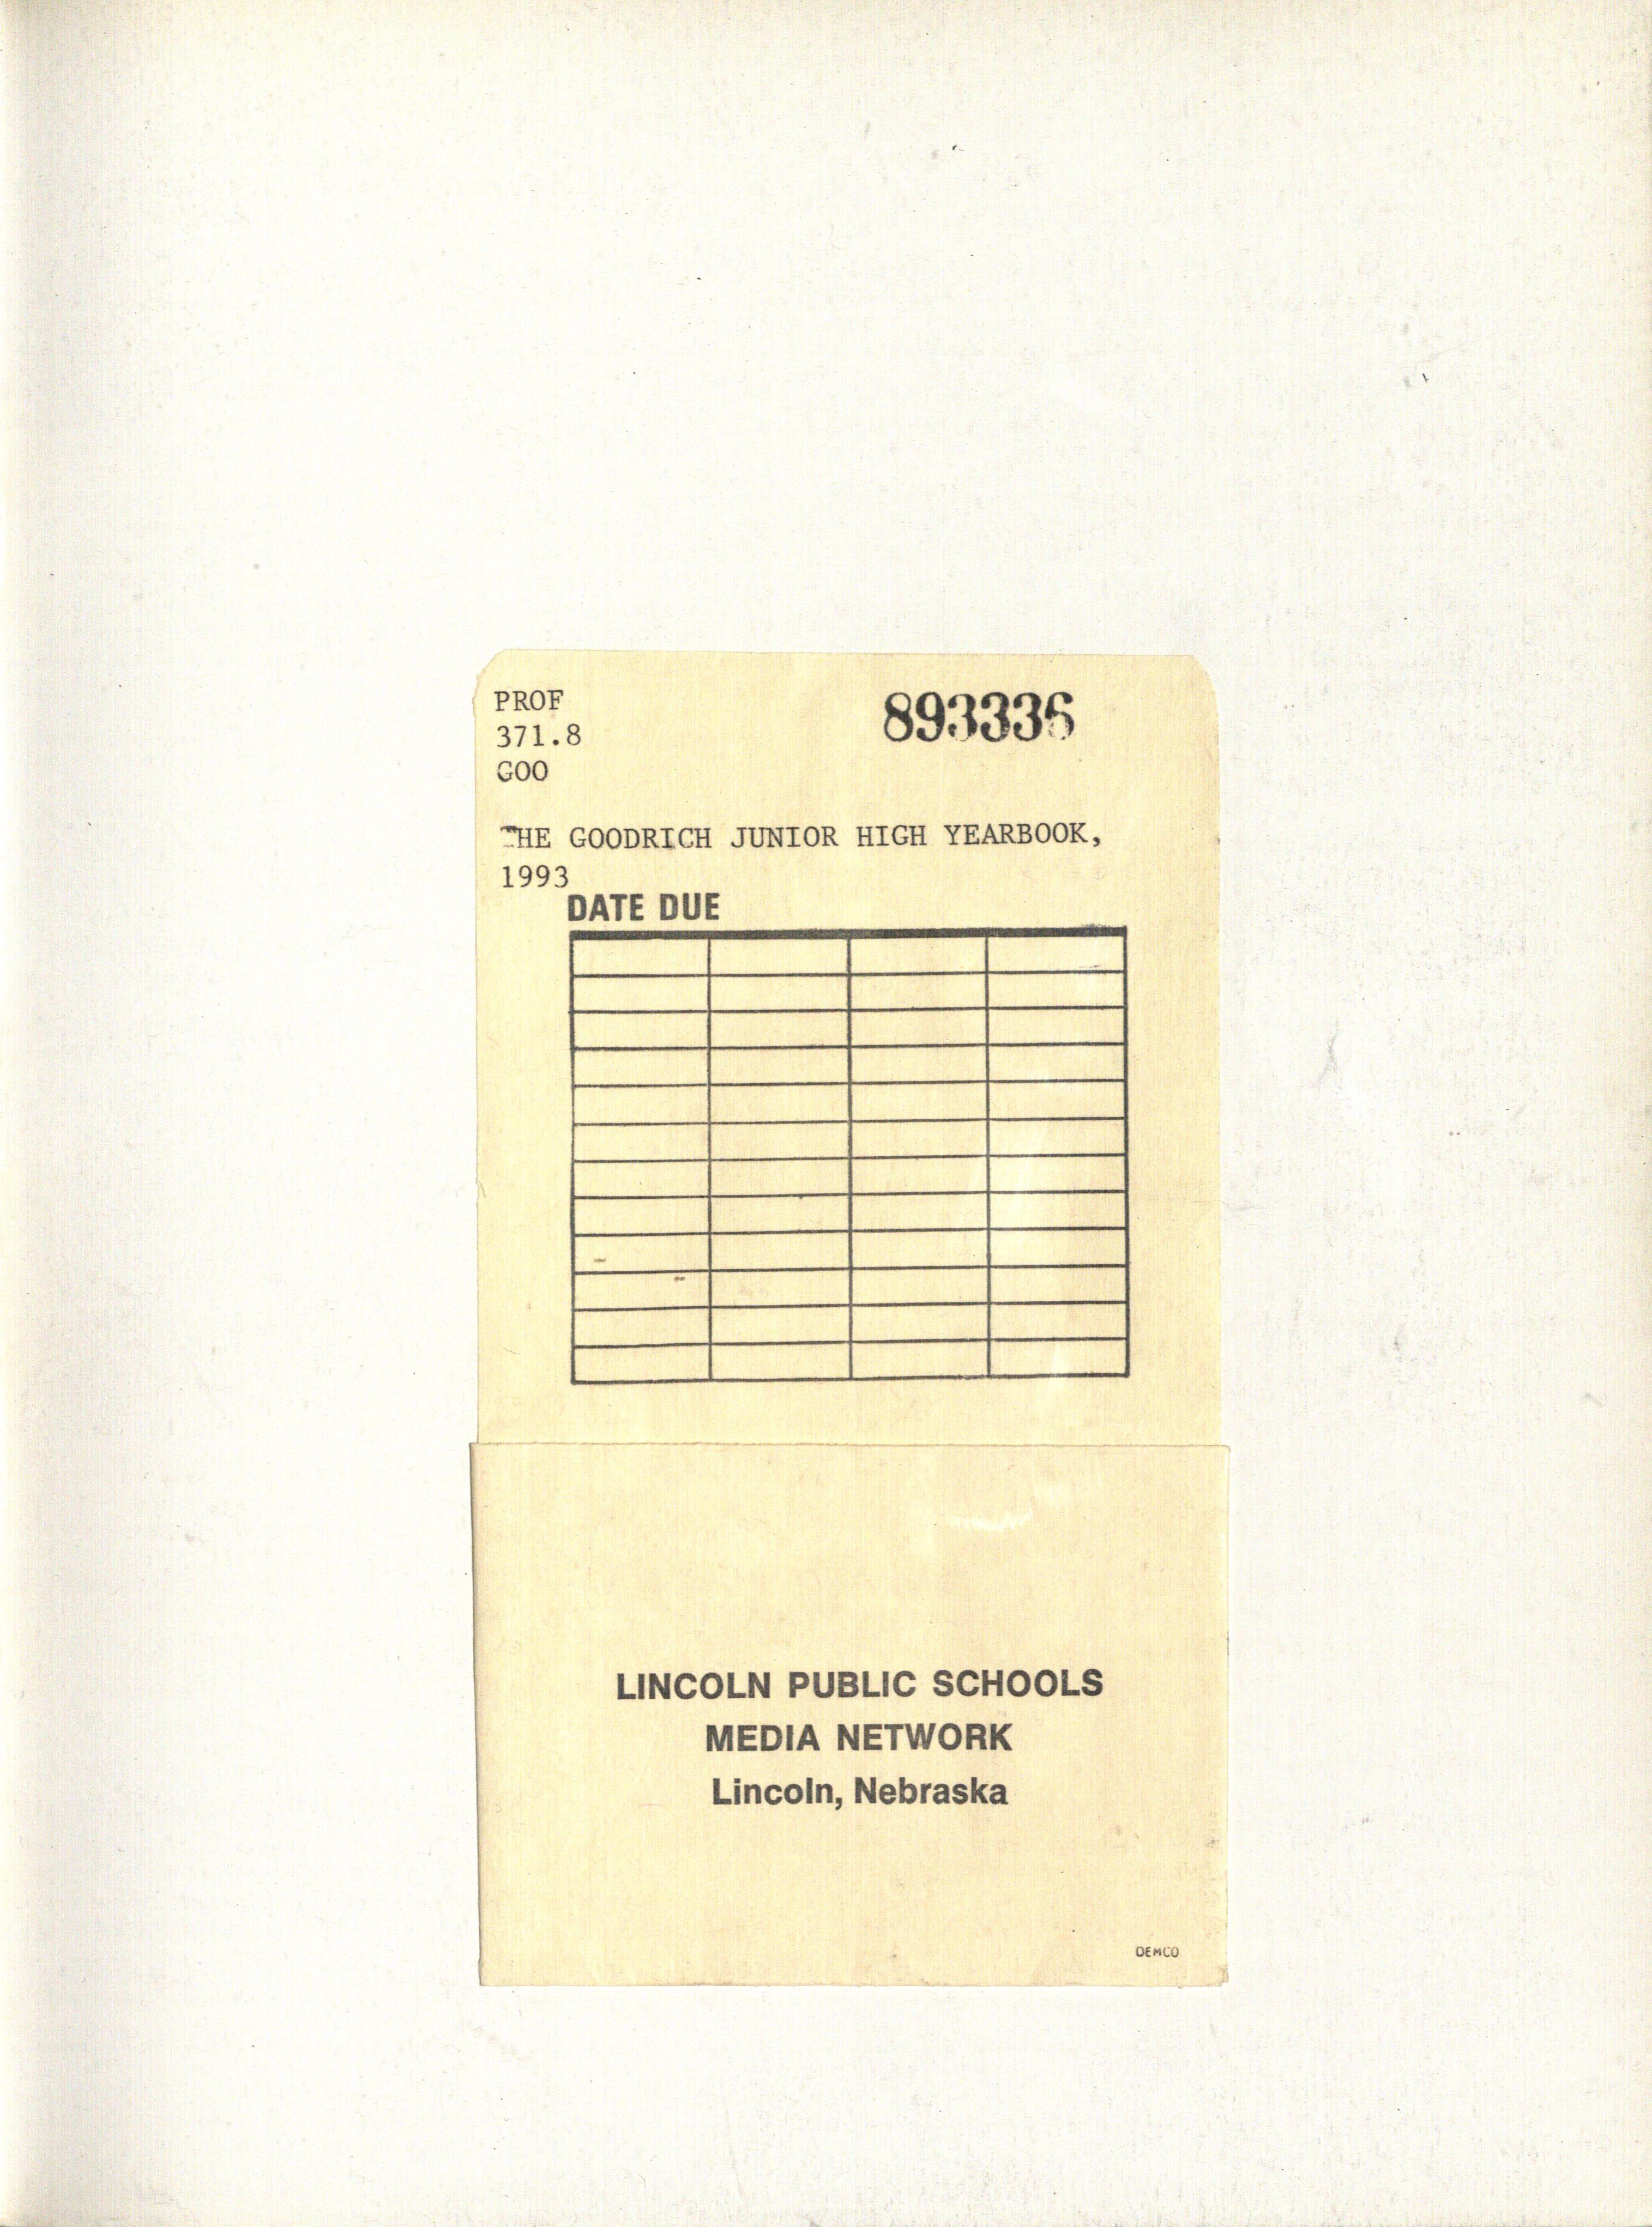 PROF
893336
371.8
GOO
THE GOODRICH JUNIOR HIGH YEARBOOK,
1993
DATE DUE
LINCOLN PUBLIC SCHOOLS
MEDIA NETWORK
Lincoln, Nebraska
DEMCO